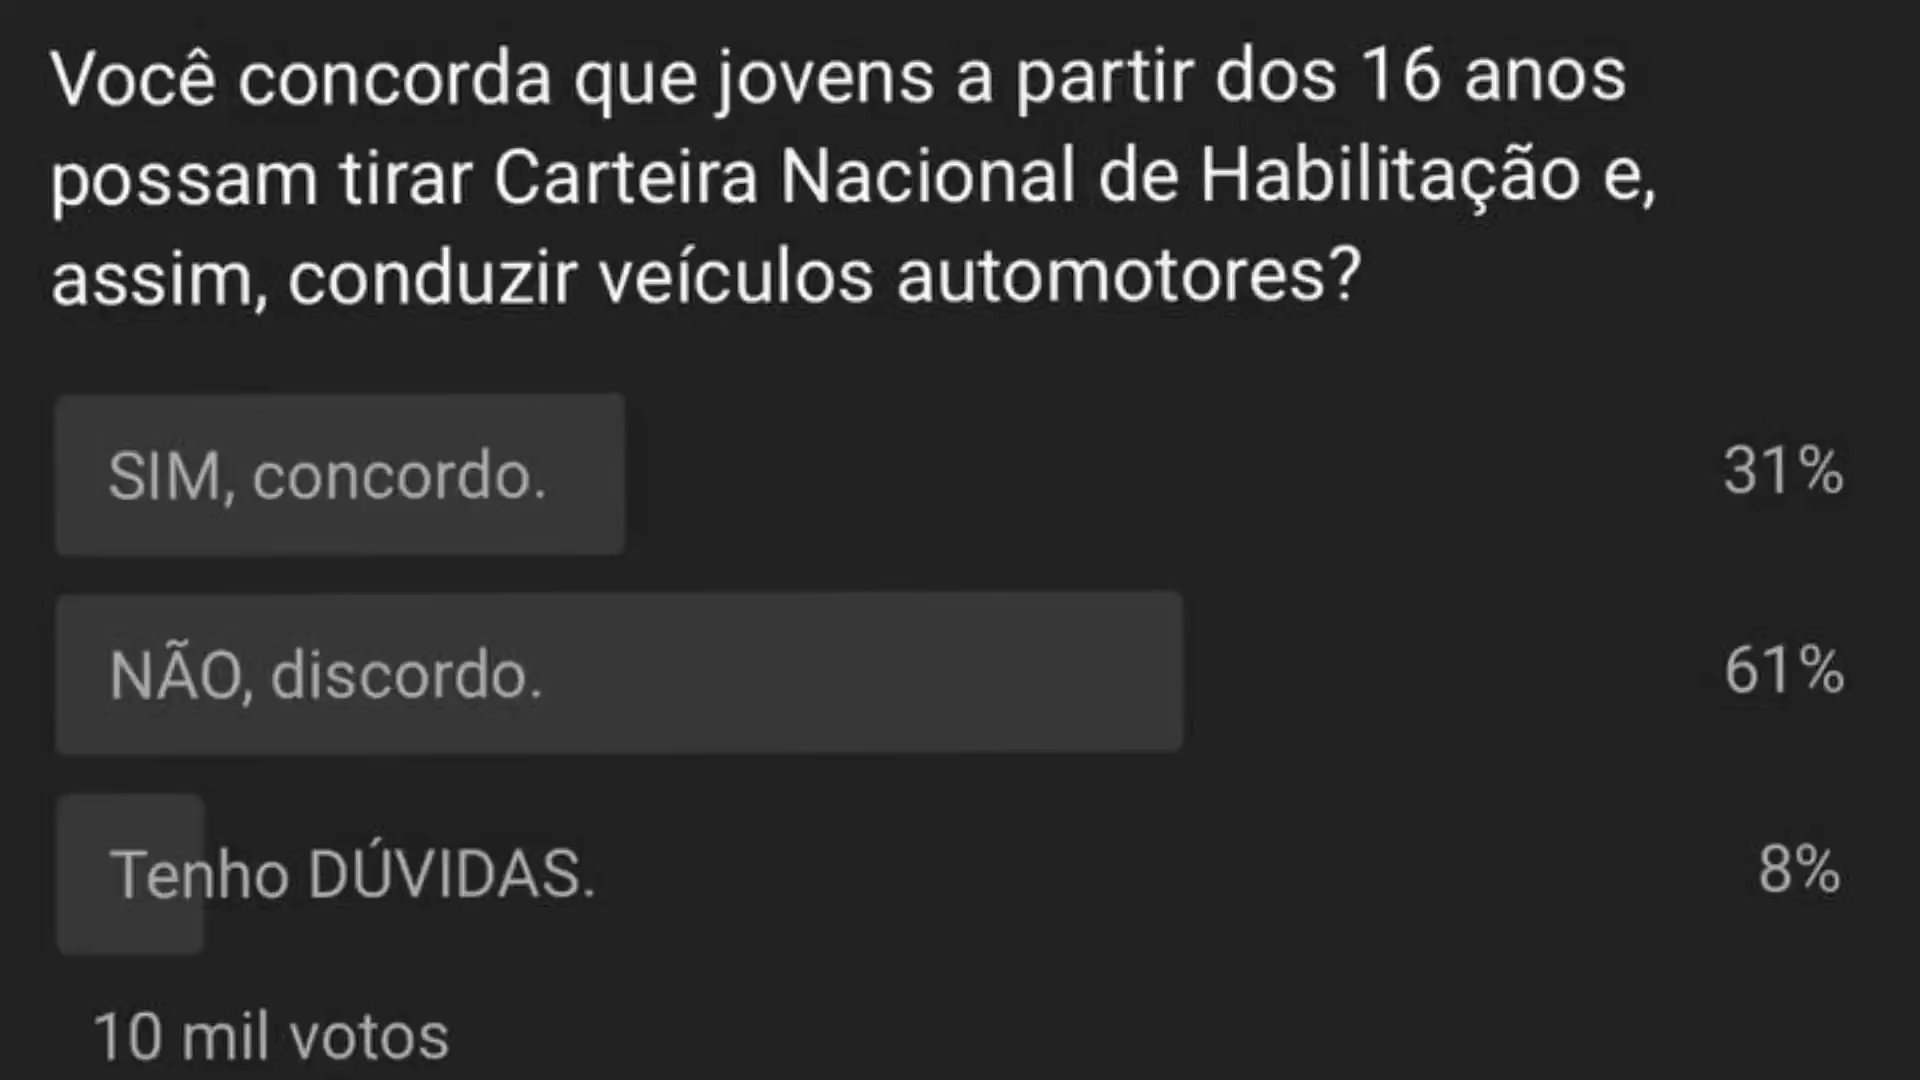 Você concorda que jovens a partir dos 16 anos
possam tirar Carteira Nacional de Habilitação e,
assim, conduzir veículos automotores?
SIM, concordo. 31%
NÃO, discordo. 61%
Tenho DÚVIDAS. 8%
10 mil votos